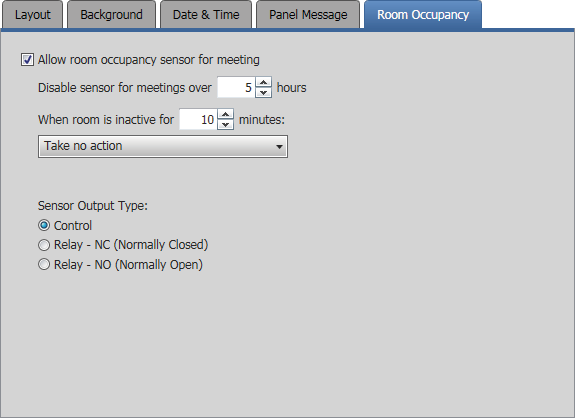 Layout Background Date & Time Panel Message Room Occupancy
Allow room occupancy sensor for meeting
Disable sensor for meetings over 5 hours
When room is inactive for 10 minutes:
Take no action
Sensor Output Type:
Control
Relay - NC (Normally Closed)
Relay - NO (Normally Open)